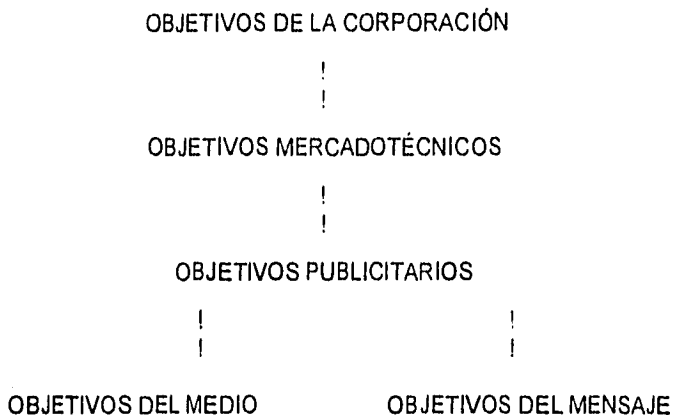 OBJETIVOS DE LA CORPORACIÓN
!
!
OBJETIVOS MERCADOTÉCNICOS
!
!
OBJETIVOS PUBLICITARIOS
! !
! !
OBJETIVOS DEL MEDIO OBJETIVOS DEL MENSAJE